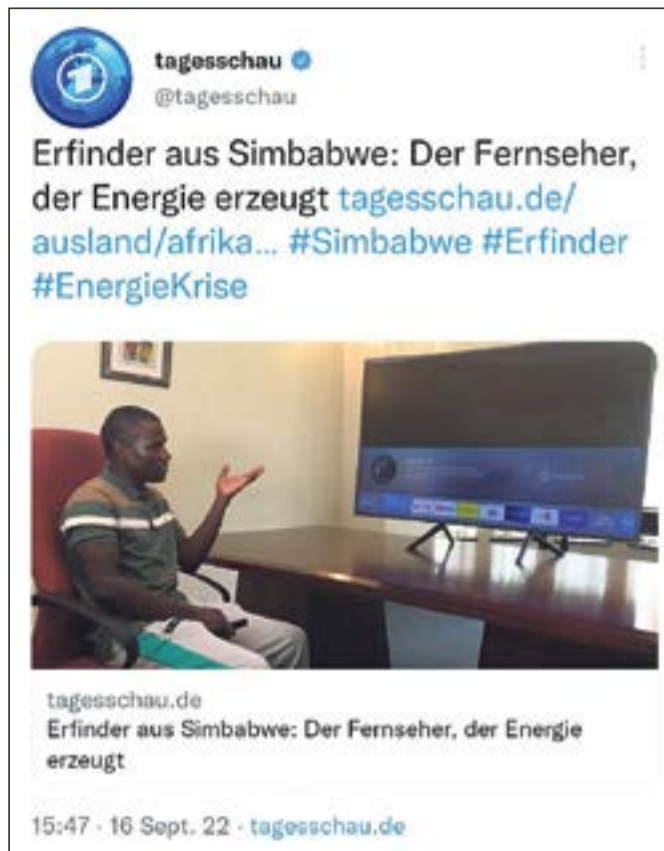 tagesschau
@tagesschau
Erfinder aus Simbabwe: Der Fernseher,
der Energie erzeugt tagesschau.de/
ausland/afrika... #Simbabwe #Erfinder
#EnergieKrise
tagesschau.de
Erfinder aus Simbabwe: Der Fernseher, der Energie
erzeugt
15:47 · 16 Sept. 22 · tagesschau.de